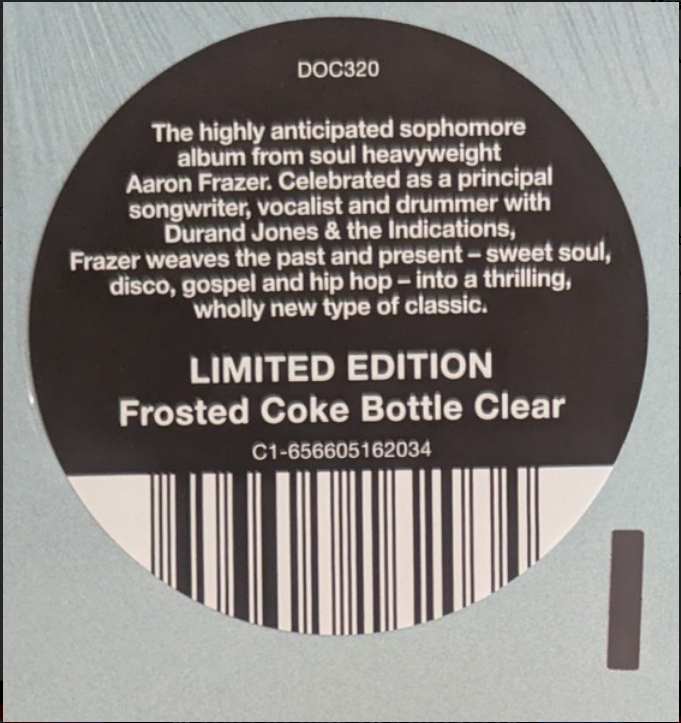 DOC320
The highly anticipated sophomore
album from soul heavyweight
Aaron Frazer. Celebrated as a principal
songwriter, vocalist and drummer with
Durand Jones & the Indications,
Frazer weaves the past and present – sweet soul,
disco, gospel and hip hop – into a thrilling,
wholly new type of classic.
LIMITED EDITION
Frosted Coke Bottle Clear
C1-656605162034